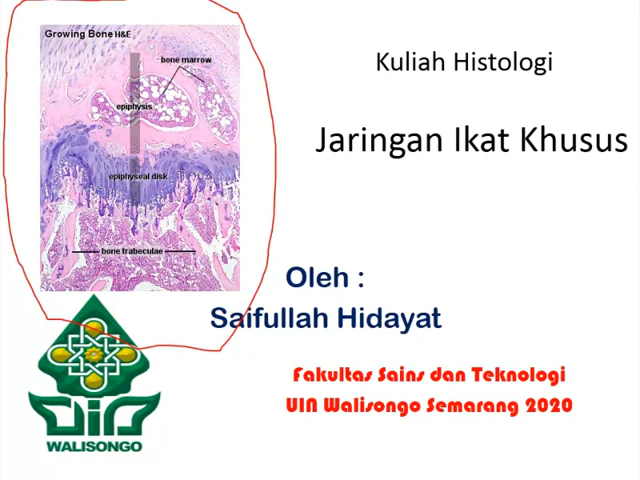 Growing Bone H&E
bone marrow
epiphysis
epiphyseal disk
bone trabeculae
Kuliah Histologi
Jaringan Ikat Khusus
Oleh :
Saifullah Hidayat
Fakultas Sains dan Teknologi
UIN Walisongo Semarang 2020
UIN
WALISONGO